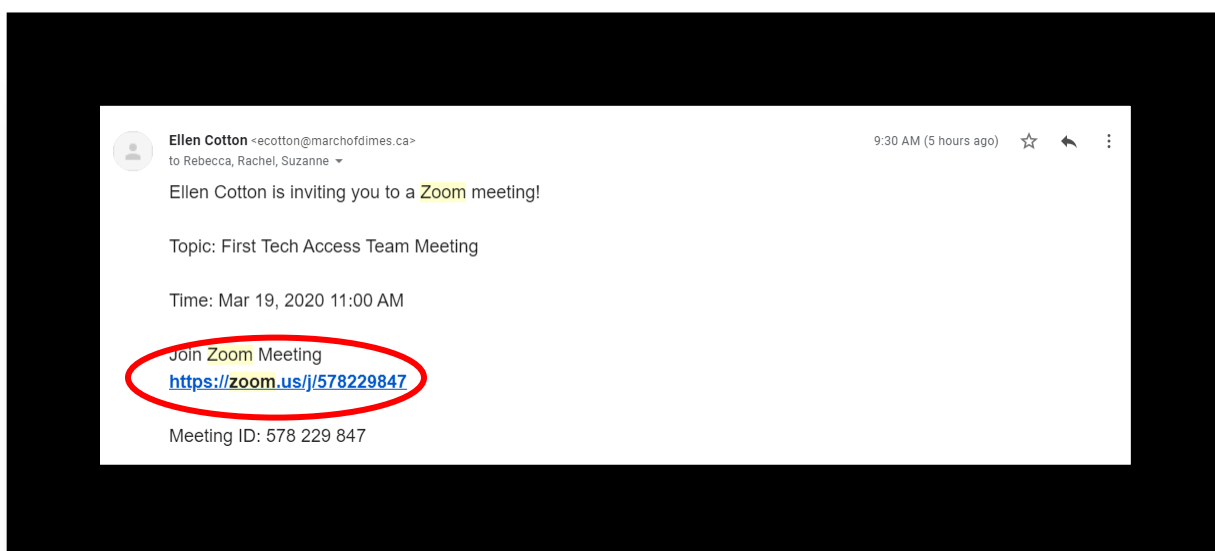 Ellen Cotton <ecotton@marchofdimes.ca> 9:30 AM (5 hours ago)
to Rebecca, Rachel, Suzanne
Ellen Cotton is inviting you to a Zoom meeting!
Topic: First Tech Access Team Meeting
Time: Mar 19, 2020 11:00 AM
Join Zoom Meeting
https://zoom.us/j/578229847
Meeting ID: 578 229 847